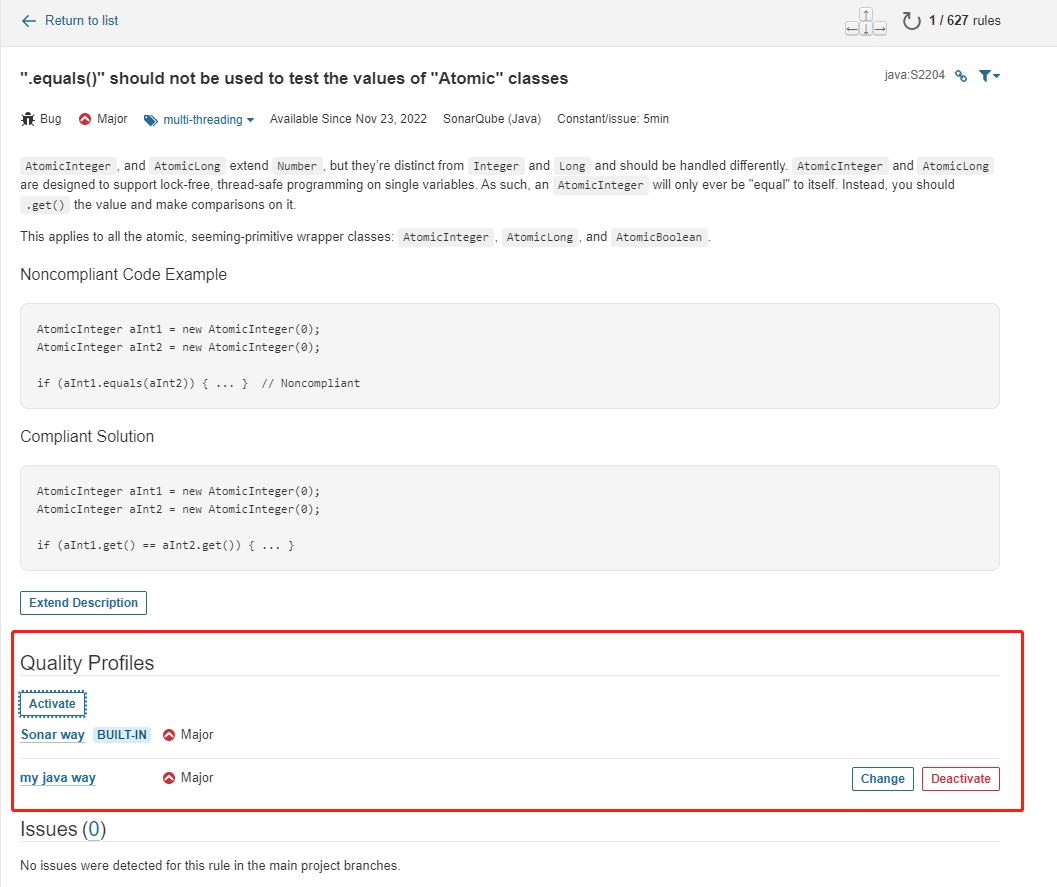 Return to list
1 / 627 rules
".equals()" should not be used to test the values of "Atomic" classes
java:S2204
Bug Major multi-threading Available Since Nov 23, 2022 SonarQube (Java) Constant/issue: 5min
AtomicInteger, and AtomicLong extend Number, but they're distinct from Integer and Long and should be handled differently. AtomicInteger and AtomicLong
are designed to support lock-free, thread-safe programming on single variables. As such, an AtomicInteger will only ever be "equal" to itself. Instead, you should
.get() the value and make comparisons on it.
This applies to all the atomic, seeming-primitive wrapper classes: AtomicInteger, AtomicLong, and AtomicBoolean.
Noncompliant Code Example
AtomicInteger aInt1 = new AtomicInteger(0);
AtomicInteger aInt2 = new AtomicInteger(0);
if (aInt1.equals(aInt2)) { ... }  // Noncompliant
Compliant Solution
AtomicInteger aInt1 = new AtomicInteger(0);
AtomicInteger aInt2 = new AtomicInteger(0);
if (aInt1.get() == aInt2.get()) { ... }
Extend Description
Quality Profiles
Activate
Sonar way BUILT-IN Major
my java way Major Change Deactivate
Issues (0)
No issues were detected for this rule in the main project branches.